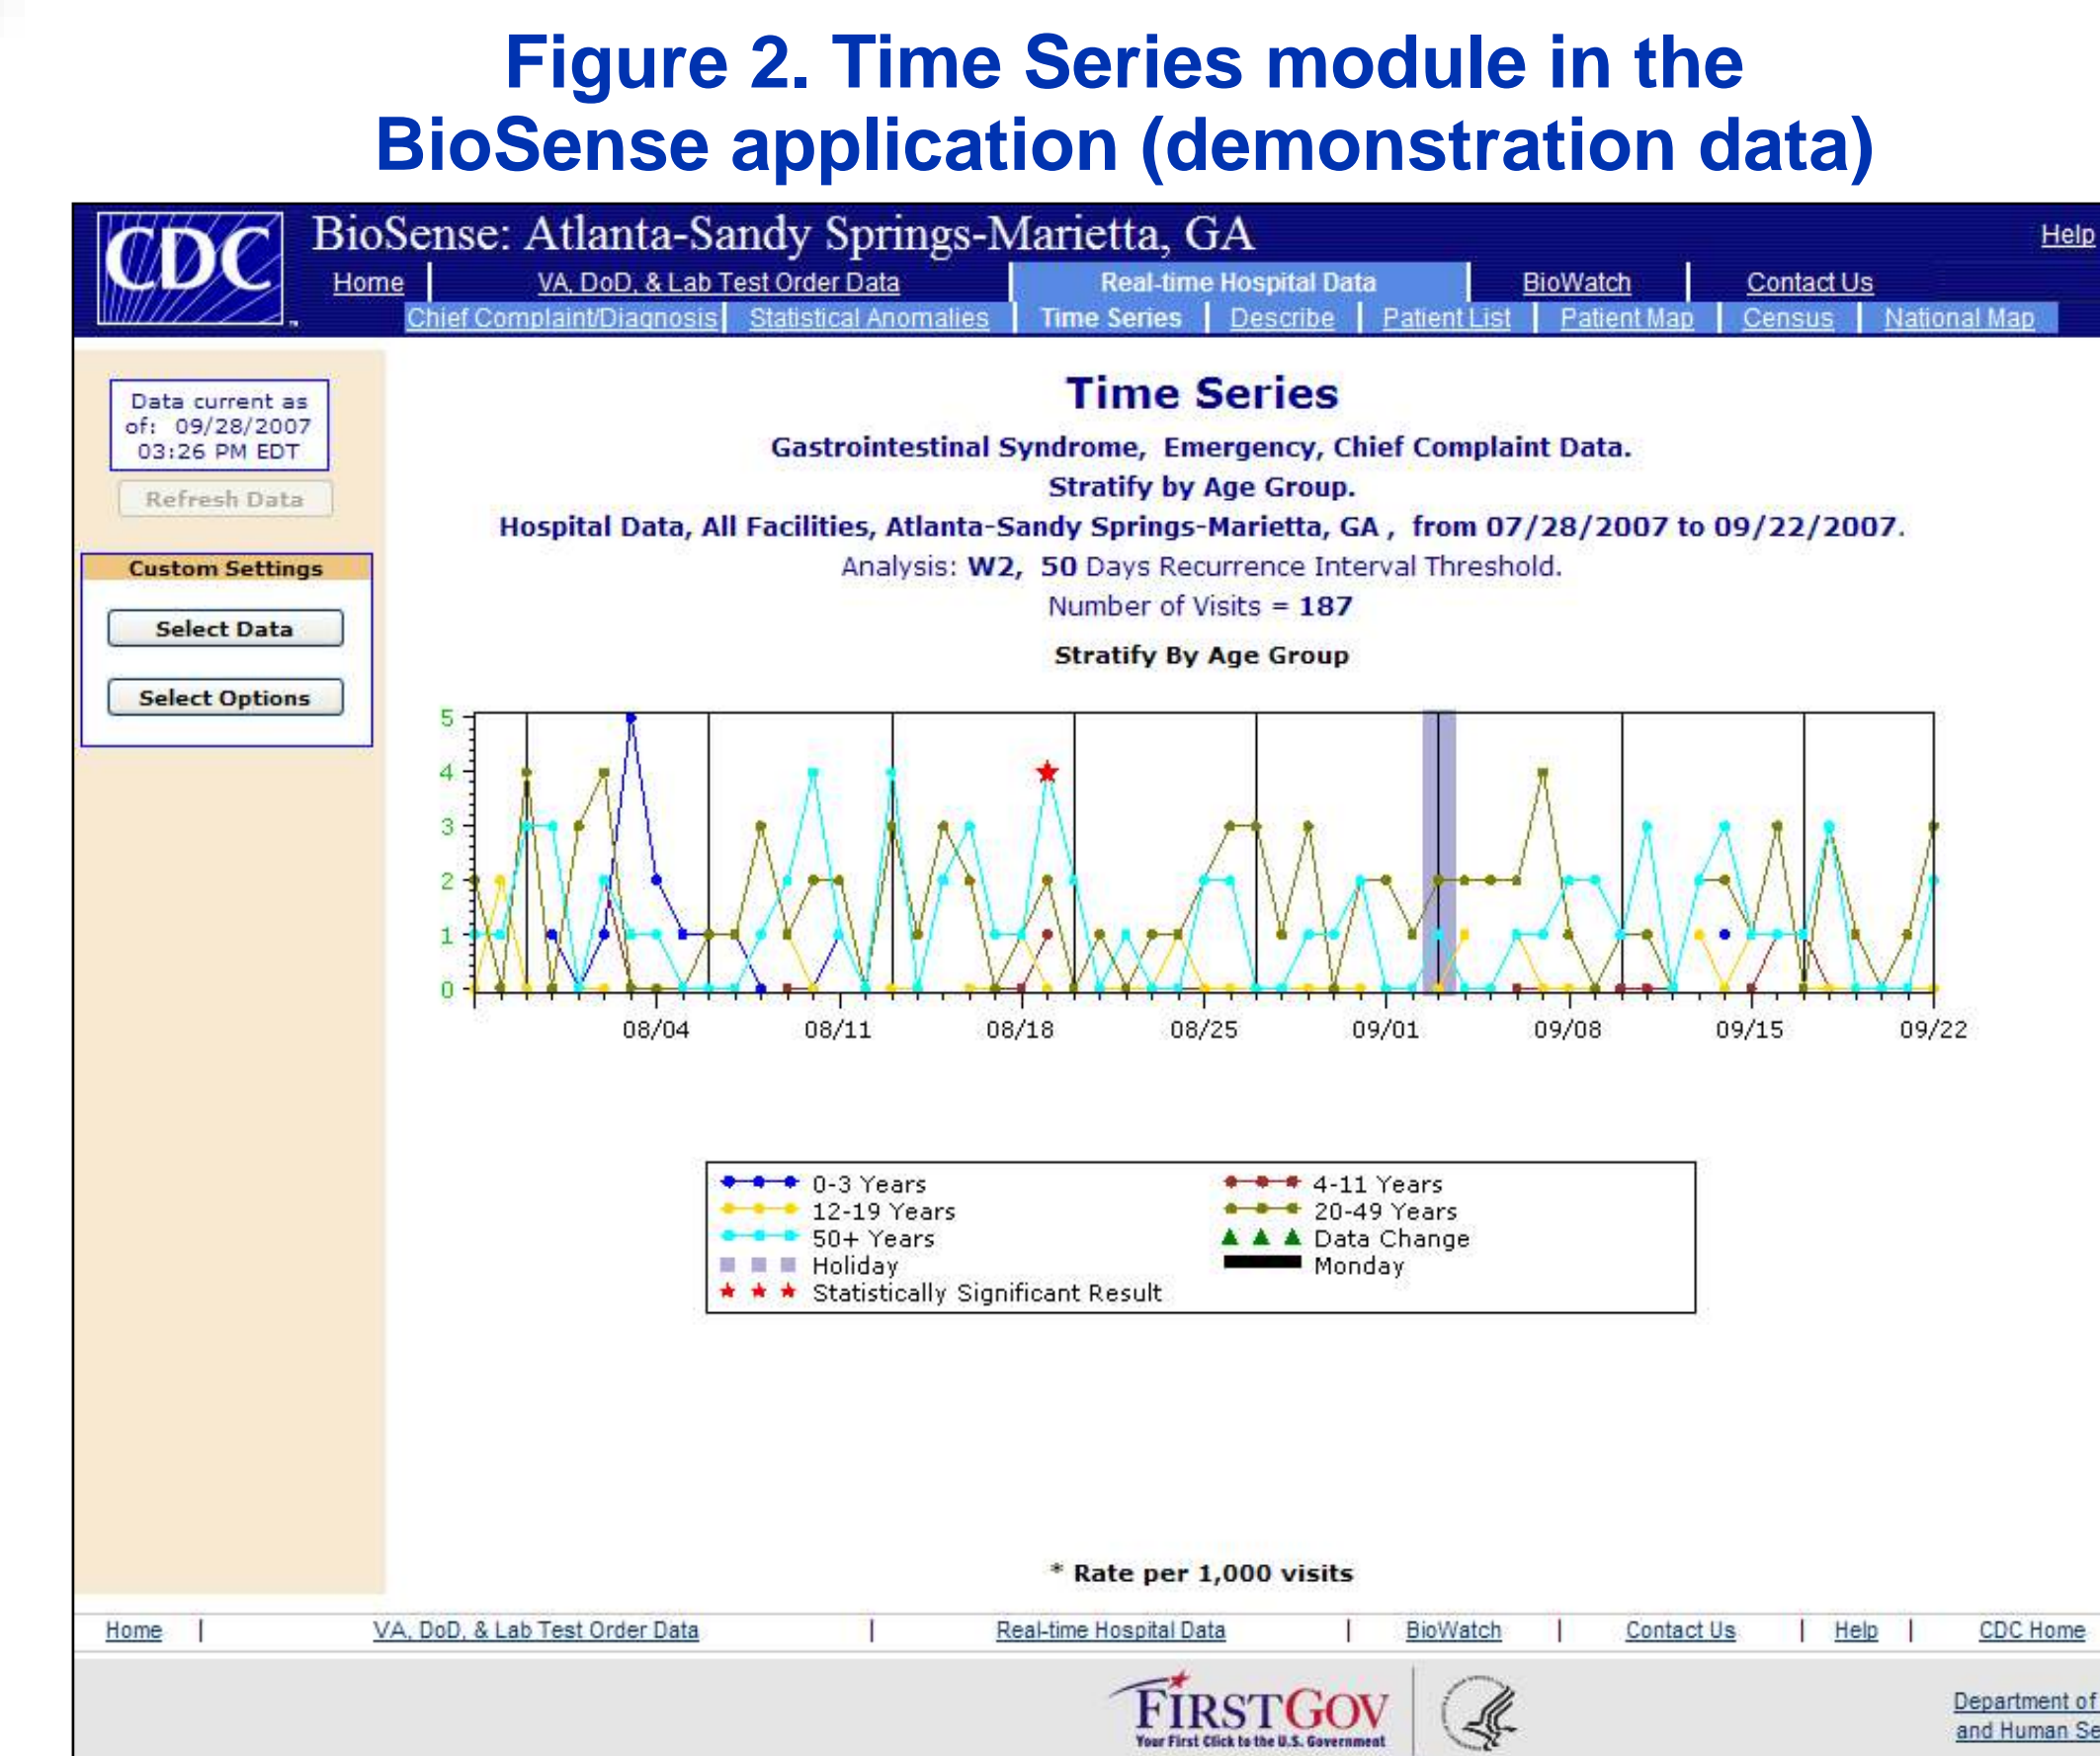 Figure 2. Time Series module in the
BioSense application (demonstration data)
CDC
BioSense: Atlanta-Sandy Springs-Marietta, GA
Help
Home
VA, DoD, & Lab Test Order Data
Real-time Hospital Data
BioWatch
Contact Us
Chief Complaint/Diagnosis
Statistical Anomalies
Time Series
Describe
Patient List
Patient Map
Census
National Map
Data current as
of: 09/28/2007
03:26 PM EDT
Refresh Data
Custom Settings
Select Data
Select Options
Time Series
Gastrointestinal Syndrome, Emergency, Chief Complaint Data.
Stratify by Age Group.
Hospital Data, All Facilities, Atlanta-Sandy Springs-Marietta, GA , from 07/28/2007 to 09/22/2007.
Analysis: W2, 50 Days Recurrence Interval Threshold.
Number of Visits = 187
Stratify By Age Group
5
4
3
2
1
0
08/04 08/11 08/18 08/25 09/01 09/08 09/15 09/22
0-3 Years
4-11 Years
12-19 Years
20-49 Years
50+ Years
Data Change
Holiday
Monday
Statistically Significant Result
* Rate per 1,000 visits
Home | VA, DoD, & Lab Test Order Data | Real-time Hospital Data | BioWatch | Contact Us | Help | CDC Home
FIRSTGOV
Your First Click to the U.S. Government
Department of
and Human Se